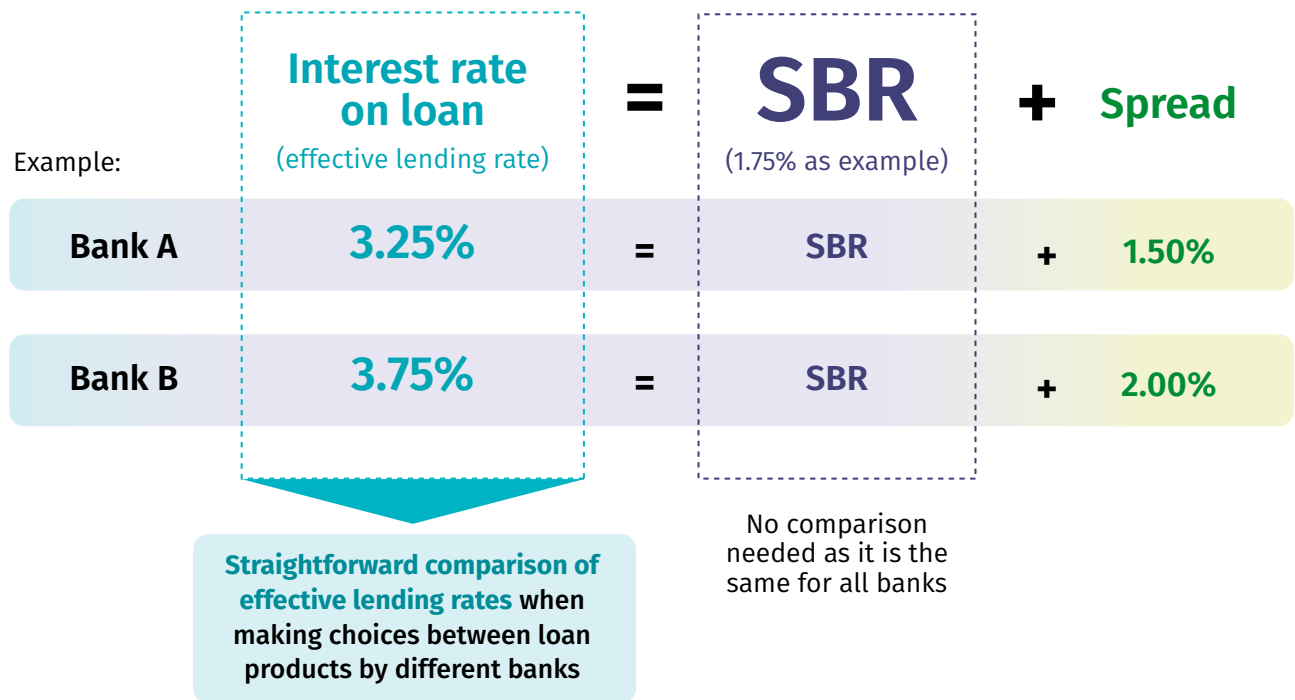 Interest rate
on loan
(effective lending rate)
=
SBR
(1.75% as example)
+
Spread
Example:
Bank A 3.25% = SBR + 1.50%
Bank B 3.75% = SBR + 2.00%
Straightforward comparison of
effective lending rates when
making choices between loan
products by different banks
No comparison
needed as it is the
same for all banks